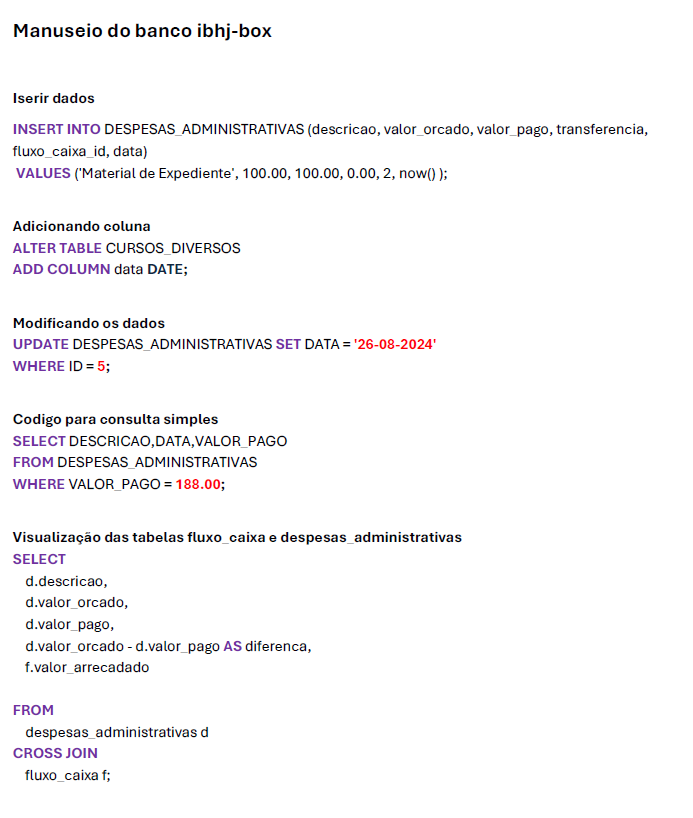 Manuseio do banco ibhj-box
Iserir dados
INSERT INTO DESPESAS_ADMINISTRATIVAS (descricao, valor_orcado, valor_pago, transferencia,
fluxo_caixa_id, data)
VALUES ('Material de Expediente', 100.00, 100.00, 0.00, 2, now() );
Adicionando coluna
ALTER TABLE CURSOS_DIVERSOS
ADD COLUMN data DATE;
Modificando os dados
UPDATE DESPESAS_ADMINISTRATIVAS SET DATA = '26-08-2024'
WHERE ID = 5;
Codigo para consulta simples
SELECT DESCRICAO,DATA,VALOR_PAGO
FROM DESPESAS_ADMINISTRATIVAS
WHERE VALOR_PAGO = 188.00;
Visualização das tabelas fluxo_caixa e despesas_administrativas
SELECT
d.descricao,
d.valor_orcado,
d.valor_pago,
d.valor_orcado - d.valor_pago AS diferenca,
f.valor_arrecadado
FROM
despesas_administrativas d
CROSS JOIN
fluxo_caixa f;